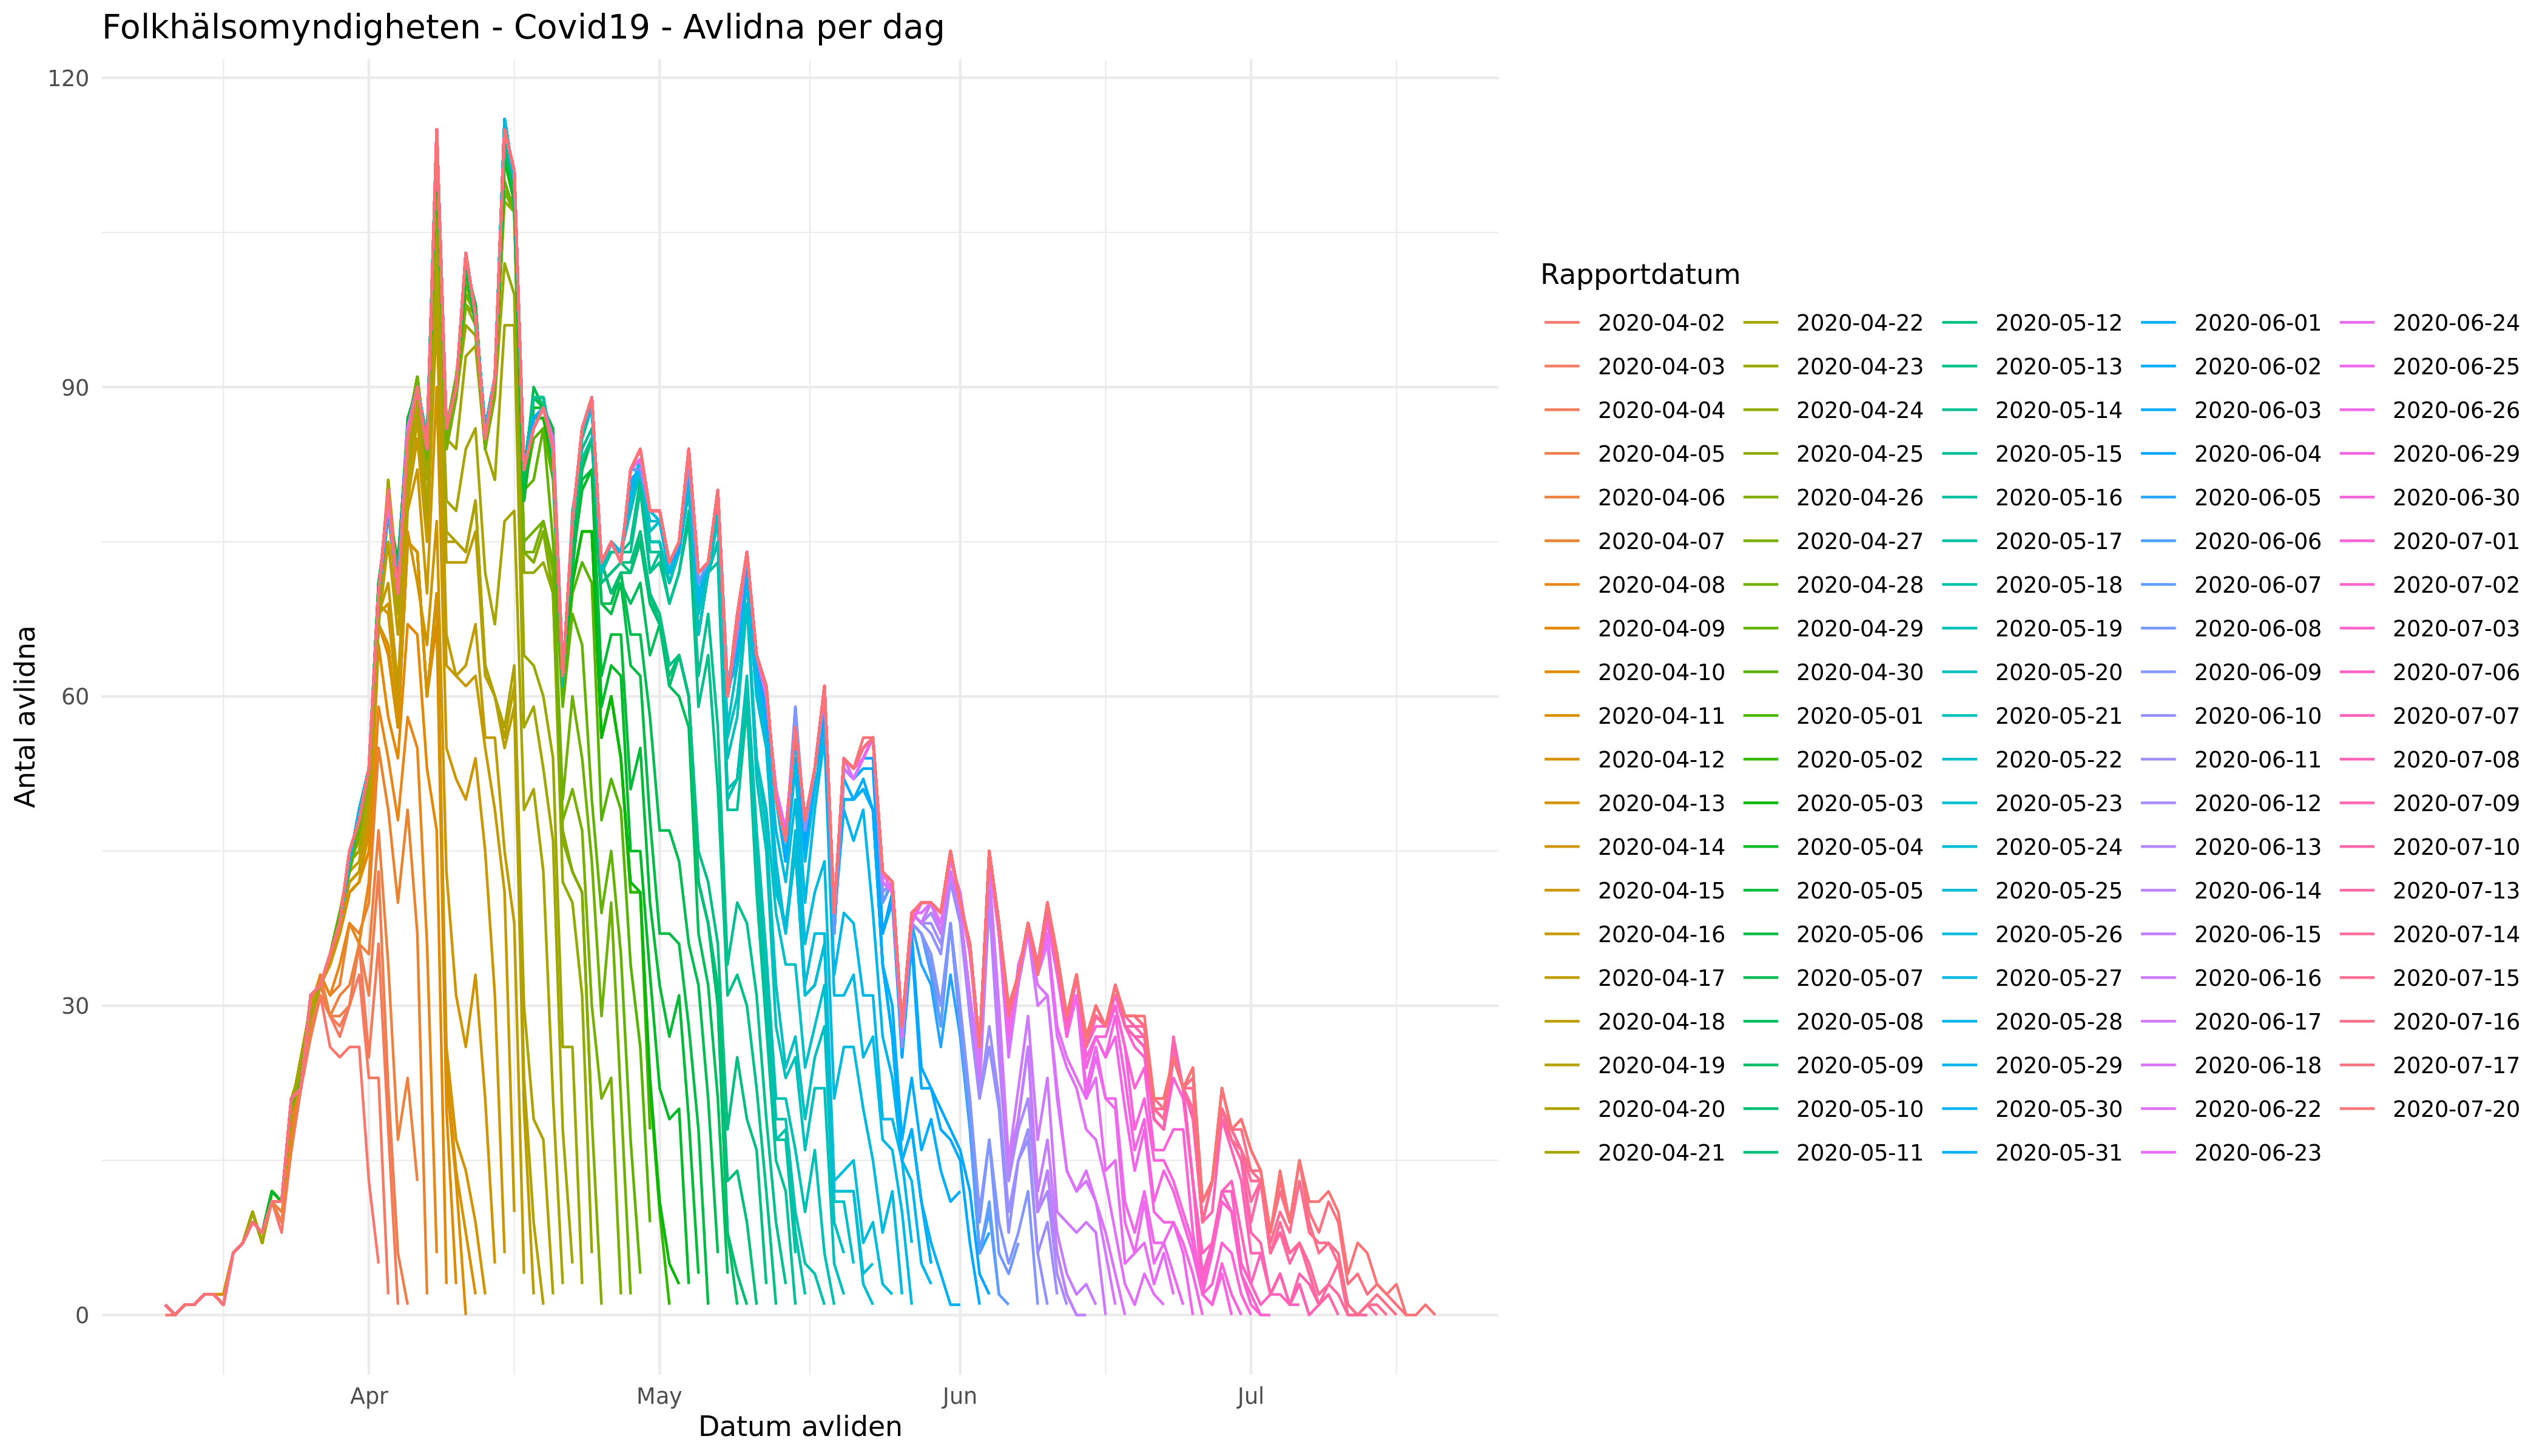 Folkhälsomyndigheten - Covid19 - Avlidna per dag
120
90
60
30
0
Antal avlidna
Apr
May
Jun
Jul
Datum avliden
Rapportdatum
2020-04-02 2020-04-22 2020-05-12 2020-06-01 2020-06-24
2020-04-03 2020-04-23 2020-05-13 2020-06-02 2020-06-25
2020-04-04 2020-04-24 2020-05-14 2020-06-03 2020-06-26
2020-04-05 2020-04-25 2020-05-15 2020-06-04 2020-06-29
2020-04-06 2020-04-26 2020-05-16 2020-06-05 2020-06-30
2020-04-07 2020-04-27 2020-05-17 2020-06-06 2020-07-01
2020-04-08 2020-04-28 2020-05-18 2020-06-07 2020-07-02
2020-04-09 2020-04-29 2020-05-19 2020-06-08 2020-07-03
2020-04-10 2020-04-30 2020-05-20 2020-06-09 2020-07-06
2020-04-11 2020-05-01 2020-05-21 2020-06-10 2020-07-07
2020-04-12 2020-05-02 2020-05-22 2020-06-11 2020-07-08
2020-04-13 2020-05-03 2020-05-23 2020-06-12 2020-07-09
2020-04-14 2020-05-04 2020-05-24 2020-06-13 2020-07-10
2020-04-15 2020-05-05 2020-05-25 2020-06-14 2020-07-13
2020-04-16 2020-05-06 2020-05-26 2020-06-15 2020-07-14
2020-04-17 2020-05-07 2020-05-27 2020-06-16 2020-07-15
2020-04-18 2020-05-08 2020-05-28 2020-06-17 2020-07-16
2020-04-19 2020-05-09 2020-05-29 2020-06-18 2020-07-17
2020-04-20 2020-05-10 2020-05-30 2020-06-22 2020-07-20
2020-04-21 2020-05-11 2020-05-31 2020-06-23